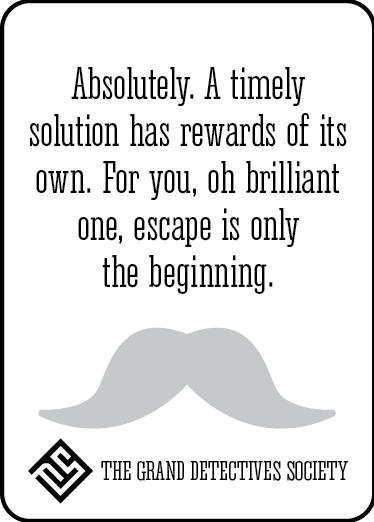 Absolutely. A timely
solution has rewards of its
own. For you, oh brilliant
one, escape is only
the beginning.
THE GRAND DETECTIVES SOCIETY